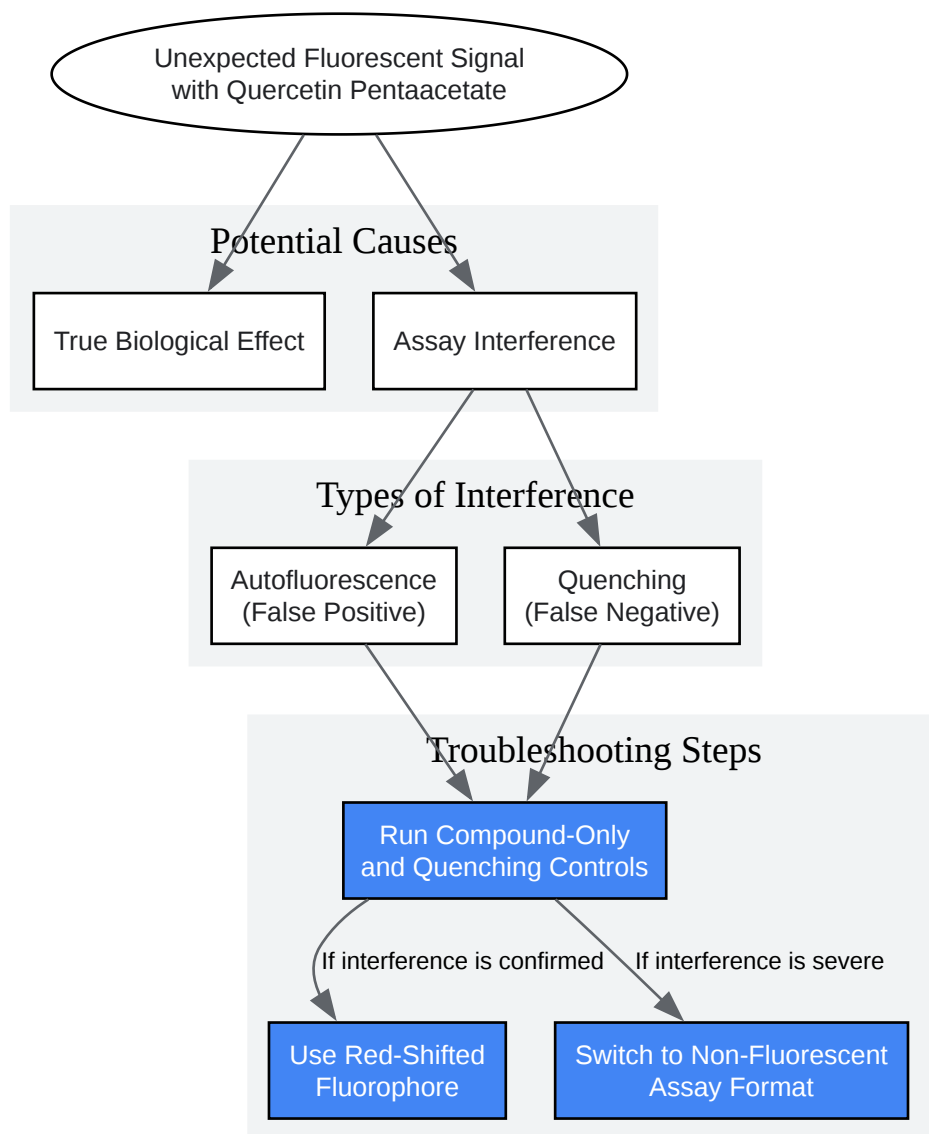 Unexpected Fluorescent Signal
with Quercetin Pentaacetate
Potential Causes
True Biological Effect
Assay Interference
Types of Interference
Autofluorescence
(False Positive)
Quenching
(False Negative)
Troubleshooting Steps
Run Compound-Only
and Quenching Controls
If interference is confirmed
If interference is severe
Use Red-Shifted
Fluorophore
Switch to Non-Fluorescent
Assay Format